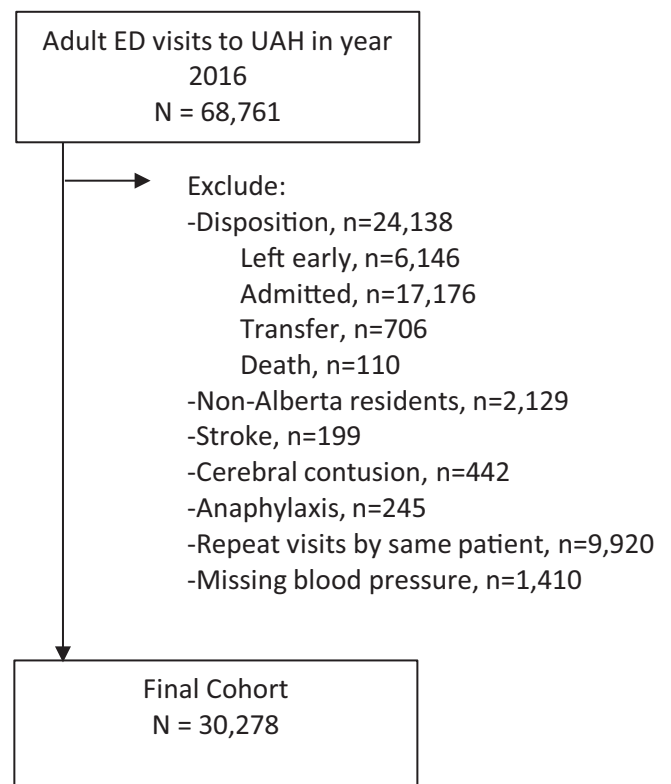 Adult ED visits to UAH in year
2016
N = 68,761
Exclude:
-Disposition, n=24,138
Left early, n=6,146
Admitted, n=17,176
Transfer, n=706
Death, n=110
-Non-Alberta residents, n=2,129
-Stroke, n=199
-Cerebral contusion, n=442
-Anaphylaxis, n=245
-Repeat visits by same patient, n=9,920
-Missing blood pressure, n=1,410
Final Cohort
N = 30,278